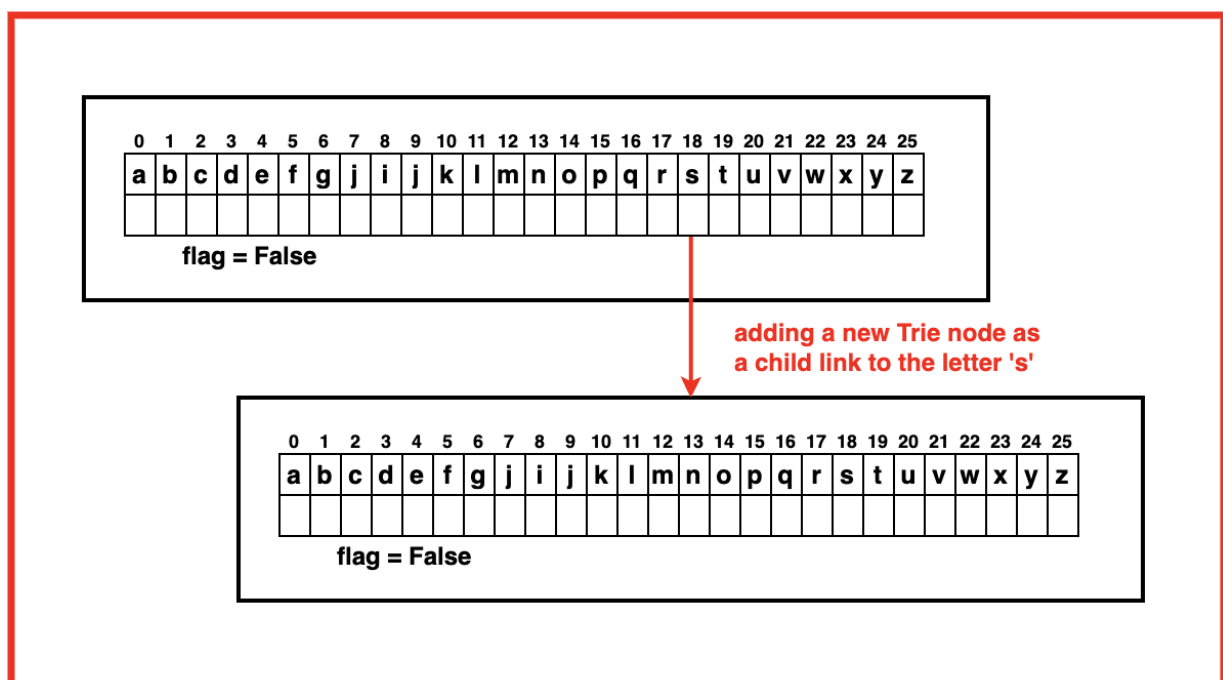 0 1 2 3 4 5 6 7 8 9 10 11 12 13 14 15 16 17 18 19 20 21 22 23 24 25
a b c d e f g j i j k l m n o p q r s t u v w x y z
flag = False
adding a new Trie node as
a child link to the letter 's'
0 1 2 3 4 5 6 7 8 9 10 11 12 13 14 15 16 17 18 19 20 21 22 23 24 25
a b c d e f g j i j k l m n o p q r s t u v w x y z
flag = False